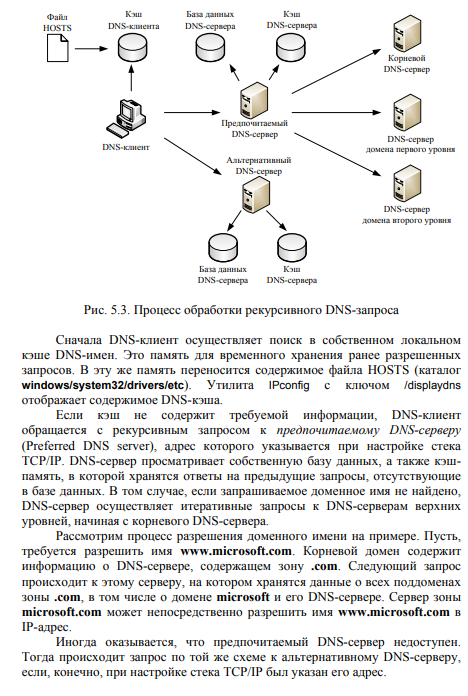 Файл
HOSTS
Кэш
DNS-клиента
База данных
DNS-сервера
Кэш
DNS-сервера
Корневой
DNS-сервер
DNS-клиент
Предпочитаемый
DNS-сервер
DNS-сервер
домена первого уровня
Альтернативный
DNS-сервер
DNS-сервер
домена второго уровня
База данных
DNS-сервера
Кэш
DNS-сервера
Рис. 5.3. Процесс обработки рекурсивного DNS-запроса
Сначала DNS-клиент осуществляет поиск в собственном локальном
кэше DNS-имен. Это память для временного хранения ранее разрешенных
запросов. В эту же память переносится содержимое файла HOSTS (каталог
windows/system32/drivers/etc). Утилита IPconfig с ключом /displaydns
отображает содержимое DNS-кэша.
Если кэш не содержит требуемой информации, DNS-клиент
обращается с рекурсивным запросом к предпочитаемому DNS-серверу
(Preferred DNS server), адрес которого указывается при настройке стека
TCP/IP. DNS-сервер просматривает собственную базу данных, а также кэш-
память, в которой хранятся ответы на предыдущие запросы, отсутствующие
в базе данных. В том случае, если запрашиваемое доменное имя не найдено,
DNS-сервер осуществляет итеративные запросы к DNS-серверам верхних
уровней, начиная с корневого DNS-сервера.
Рассмотрим процесс разрешения доменного имени на примере. Пусть,
требуется разрешить имя www.microsoft.com. Корневой домен содержит
информацию о DNS-сервере, содержащем зону .com. Следующий запрос
происходит к этому серверу, на котором хранятся данные о всех поддоменах
зоны .com, в том числе о домене microsoft и его DNS-сервере. Сервер зоны
microsoft.com может непосредственно разрешить имя www.microsoft.com в
IP-адрес.
Иногда оказывается, что предпочитаемый DNS-сервер недоступен.
Тогда происходит запрос по той же схеме к альтернативному DNS-серверу,
если, конечно, при настройке стека TCP/IP был указан его адрес.